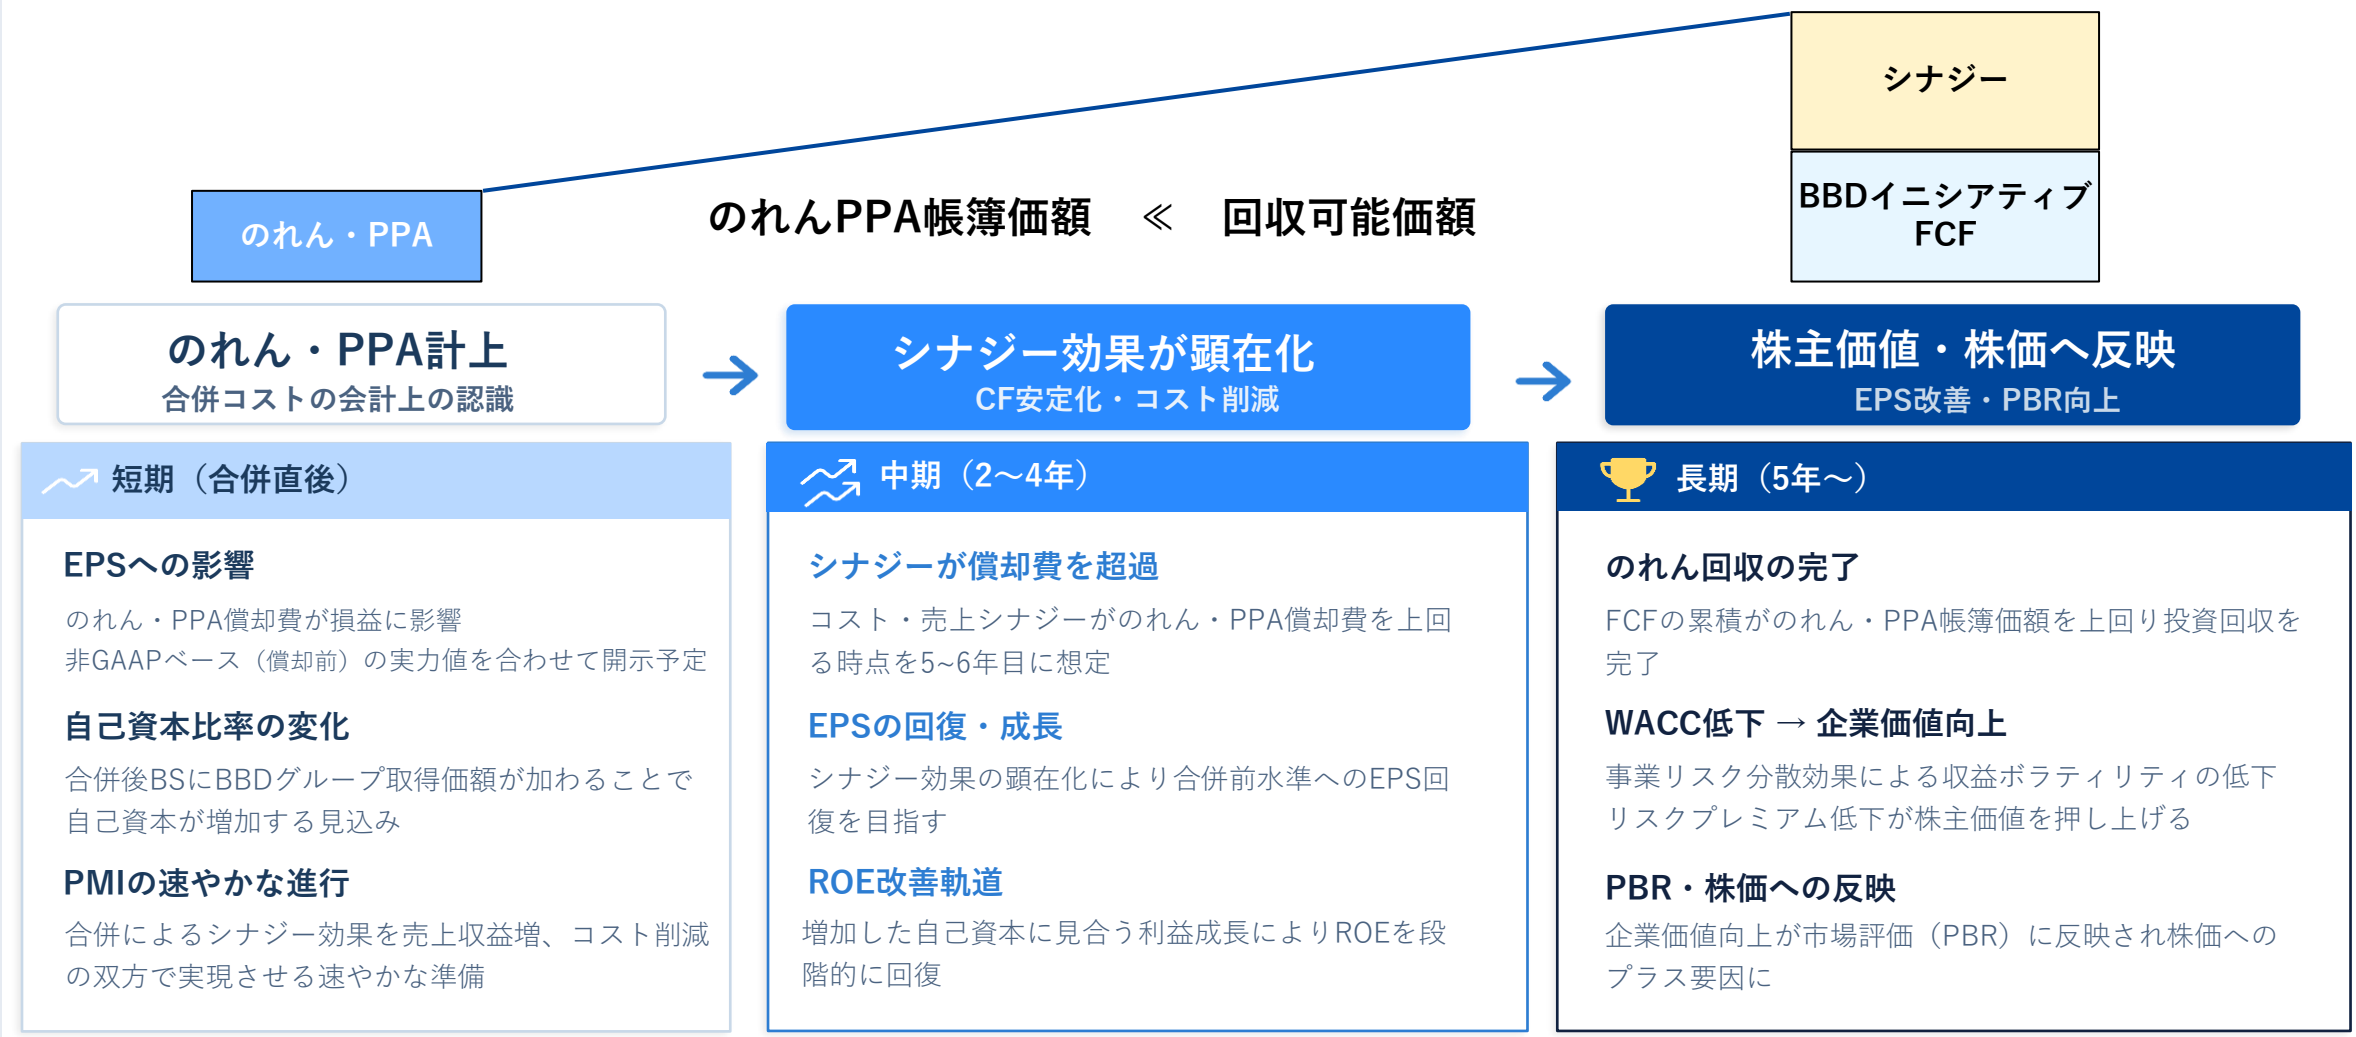 シナジー
BBDイニシアティブ
FCF
のれん・PPA
のれんPPA帳簿価額 ≪ 回収可能価額
のれん・PPA計上
合併コストの会計上の認識
シナジー効果が顕在化
CF安定化・コスト削減
株主価値・株価へ反映
EPS改善・PBR向上
短期（合併直後）
EPSへの影響
のれん・PPA償却費が損益に影響
非GAAPベース（償却前）の実力値を合わせて開示予定
自己資本比率の変化
合併後BSにBBDグループ取得価額が加わることで
自己資本が増加する見込み
PMIの速やかな進行
合併によるシナジー効果を売上収益増、コスト削減
の双方で実現させる速やかな準備
中期（2〜4年）
シナジーが償却費を超過
コスト・売上シナジーがのれん・PPA償却費を上回
る時点を5~6年目に想定
EPSの回復・成長
シナジー効果の顕在化により合併前水準へのEPS回
復を目指す
ROE改善軌道
増加した自己資本に見合う利益成長によりROEを段
階的に回復
長期（5年〜）
のれん回収の完了
FCFの累積がのれん・PPA帳簿価額を上回り投資回収を
完了
WACC低下 → 企業価値向上
事業リスク分散効果による収益ボラティリティの低下
リスクプレミアム低下が株主価値を押し上げる
PBR・株価への反映
企業価値向上が市場評価（PBR）に反映され株価への
プラス要因に